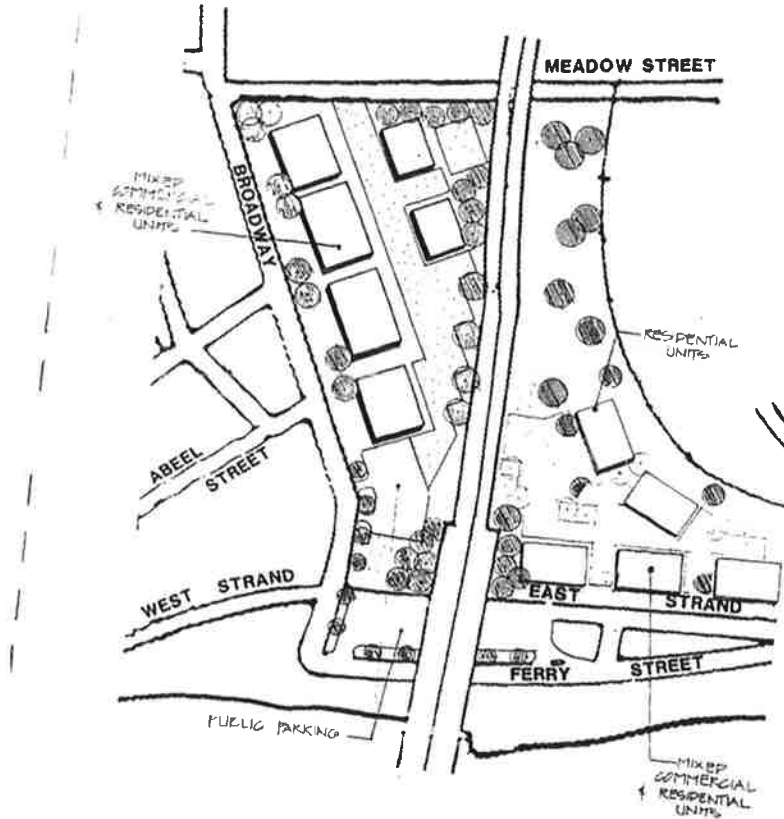 MEADOW STREET
MIXED
COMMERCIAL
& RESIDENTIAL
UNITS
BROADWAY
RESIDENTIAL
UNITS
ABEEL
STREET
WEST STRAND
EAST STRAND
FERRY STREET
PUBLIC PARKING
MIXED
COMMERCIAL
& RESIDENTIAL
UNITS